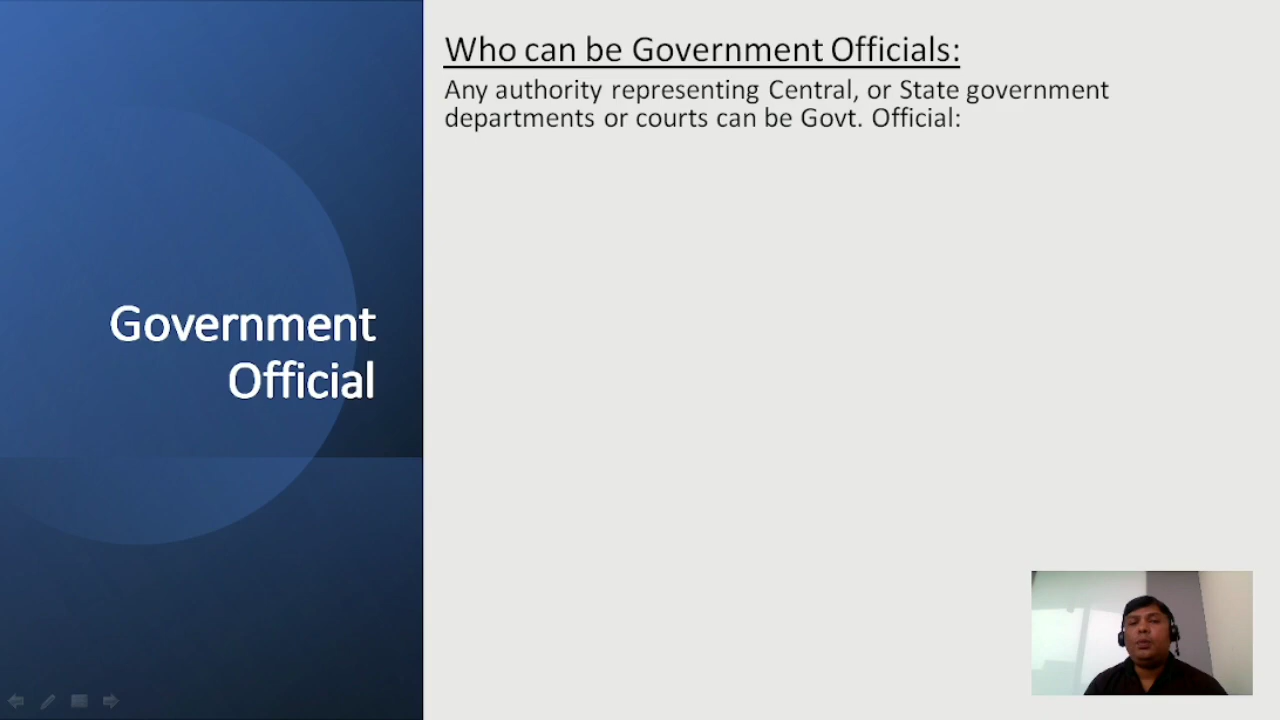 Who can be Government Officials:
Any authority representing Central, or State government
departments or courts can be Govt. Official:
Government
Official